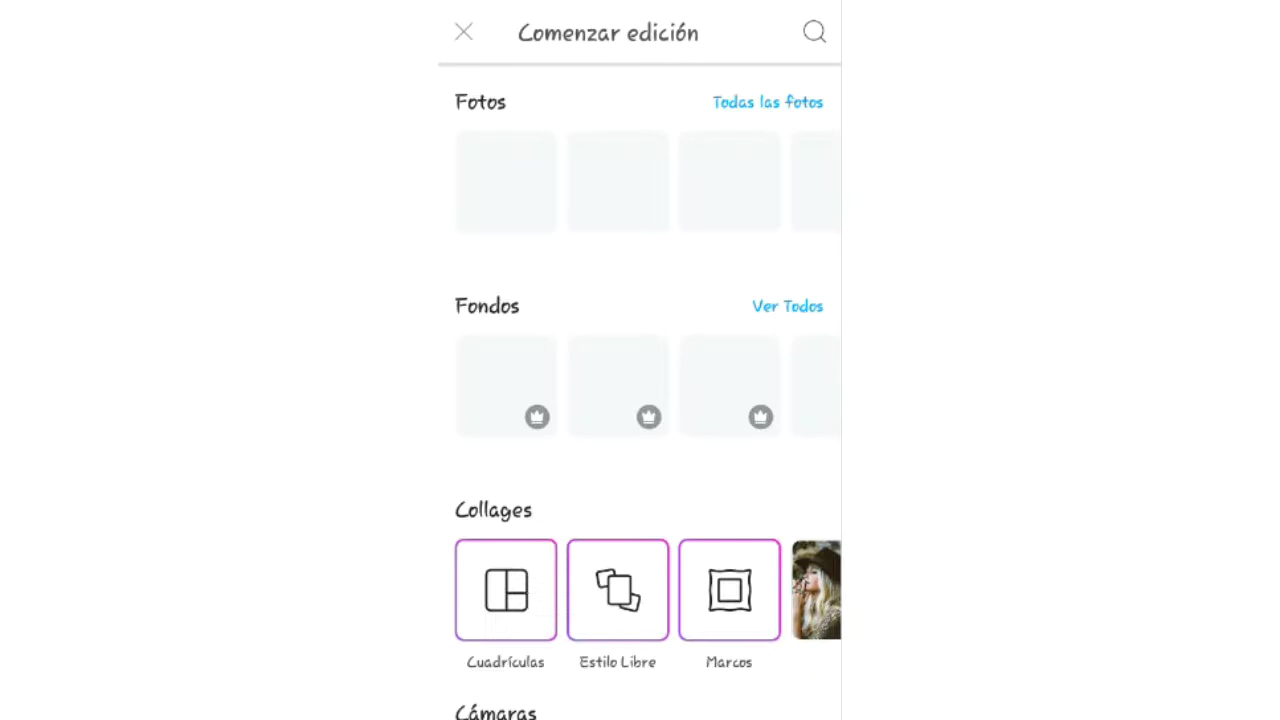 Comenzar edición
Fotos
Todas las fotos
Fondos
Ver Todos
Collages
Cuadrículas
Estilo Libre
Marcos
Cámaras